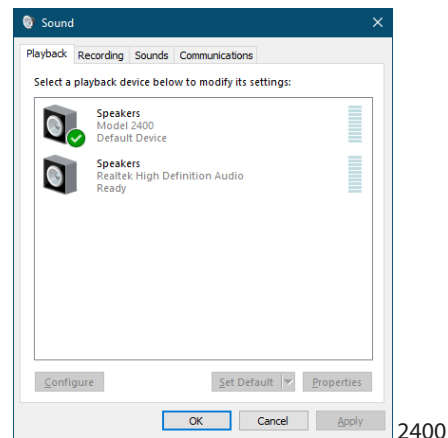 Sound
Playback Recording Sounds Communications
Select a playback device below to modify its settings:
Speakers
Model 2400
Default Device
Speakers
Realtek High Definition Audio
Ready
Configure Set Default Properties
OK Cancel Apply
2400